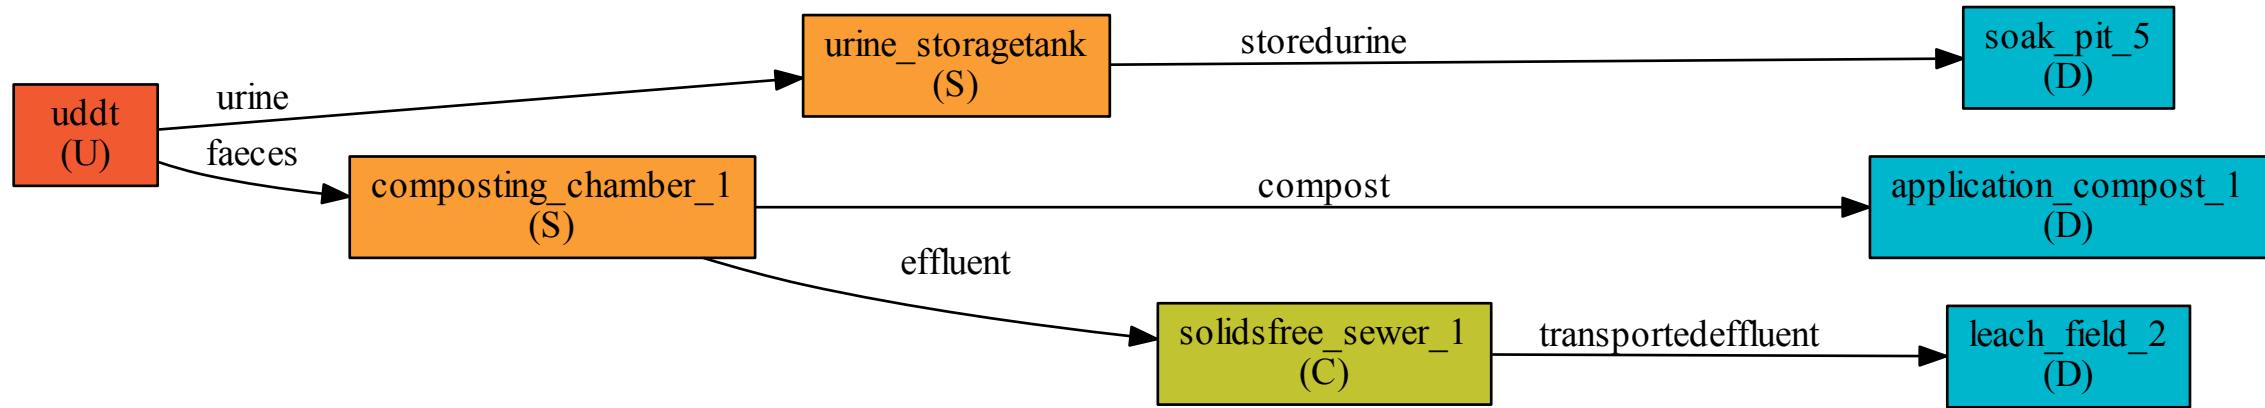 uddt
(U)
urine
faeces
urine_storagetank
(S)
composting_chamber_1
(S)
storedurine
compost
effluent
solidsfree_sewer_1
(C)
transportedeffluent
soak_pit_5
(D)
application_compost_1
(D)
leach_field_2
(D)